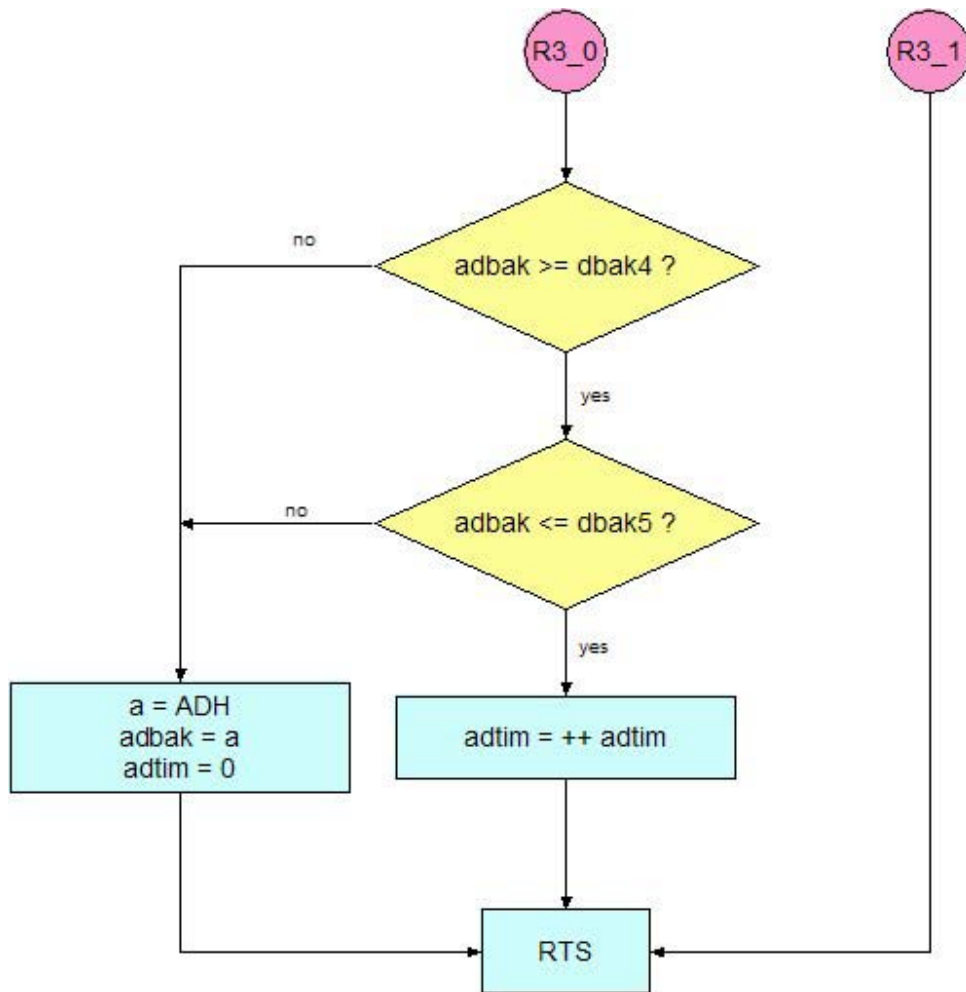 R3_0
R3_1
no
adbak >= dbak4 ?
yes
no
adbak <= dbak5 ?
yes
a = ADH
adbak = a
adtim = 0
adtim = ++ adtim
RTS